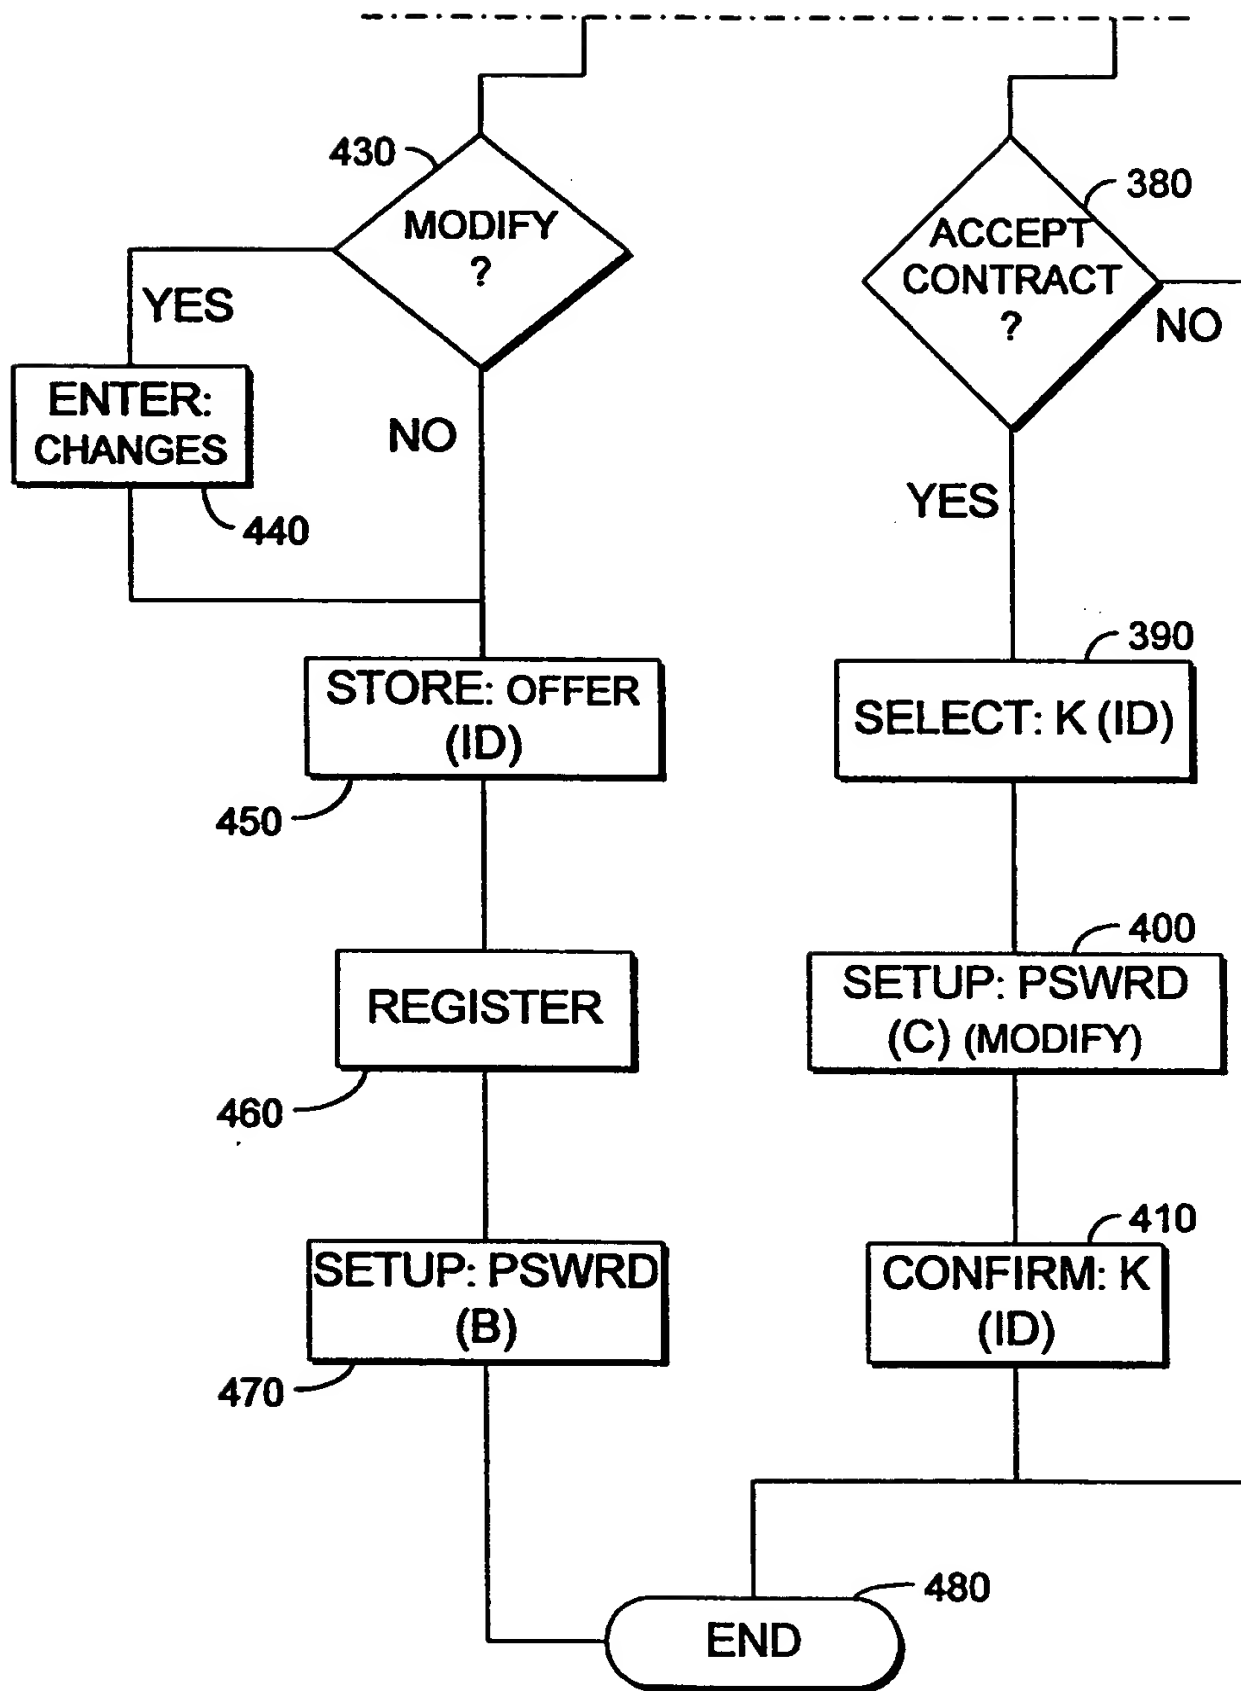 430
MODIFY
?
YES
NO
ENTER:
CHANGES
440
STORE: OFFER
(ID)
450
REGISTER
460
SETUP: PSWRD
(B)
470
380
ACCEPT
CONTRACT
?
NO
YES
390
SELECT: K (ID)
400
SETUP: PSWRD
(C) (MODIFY)
410
CONFIRM: K
(ID)
480
END